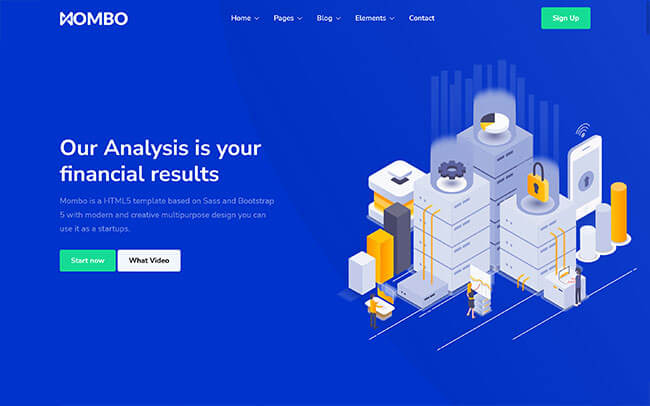 MOMBO
Home Pages Blog Elements Contact
Sign Up
Our Analysis is your
financial results
Mombo is a HTML5 template based on Sass and Bootstrap
5 with modern and creative multipurpose design you can
use it as a startups.
Start now What Video